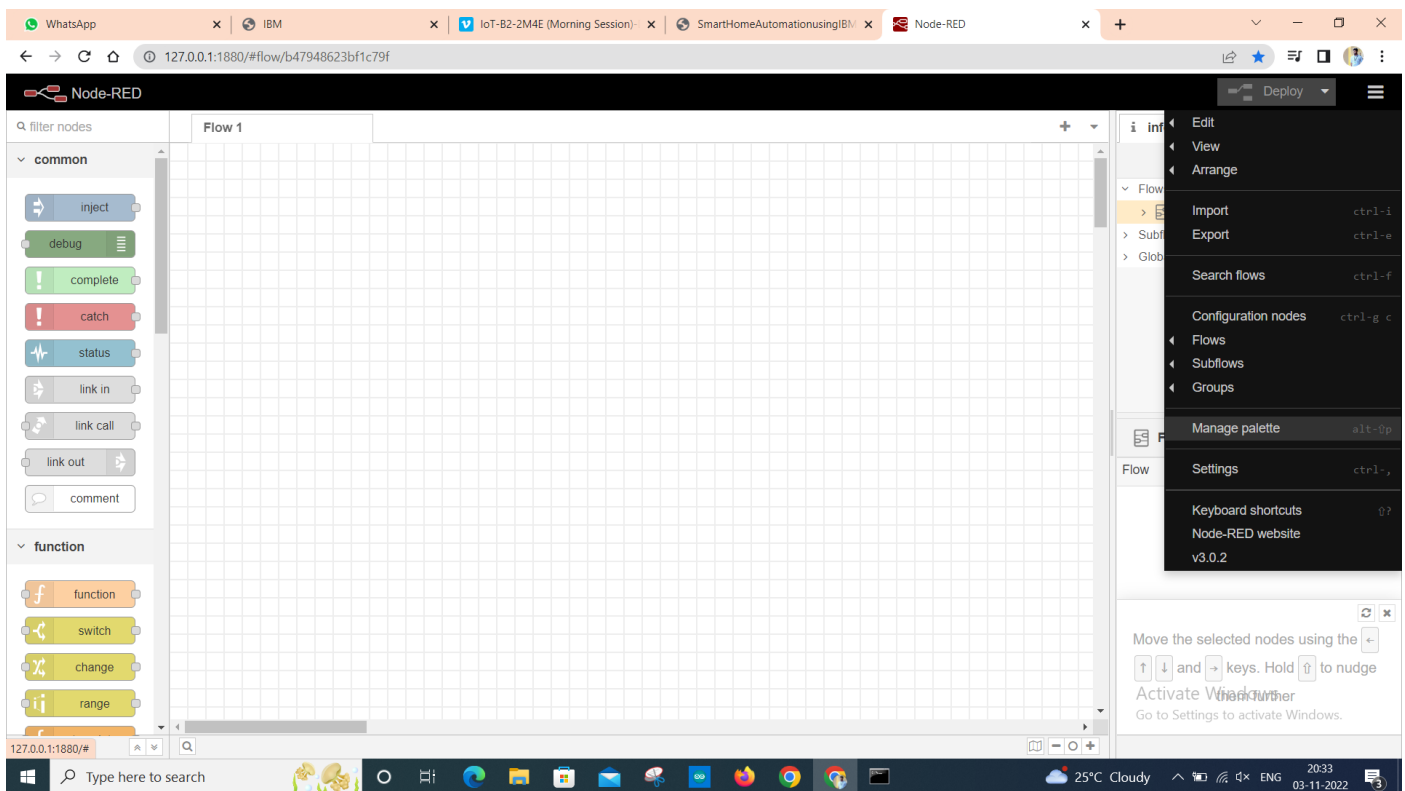 WhatsApp
IBM
IoT-B2-2M4E (Morning Session)-
SmartHomeAutomationusingIBM
Node-RED
127.0.0.1:1880/#flow/b47948623bf1c79f
Node-RED
Deploy
filter nodes
Flow 1
inf
common
inject
debug
complete
catch
status
link in
link call
link out
comment
function
function
switch
change
range
Flow
Subf
Glob
F
Flow
Edit
View
Arrange
Import ctrl-i
Export ctrl-e
Search flows ctrl-f
Configuration nodes ctrl-g c
Flows
Subflows
Groups
Manage palette alt-⇧p
Settings ctrl-,
Keyboard shortcuts ⇧?
Node-RED website
v3.0.2
Move the selected nodes using the ←
↑ ↓ and → keys. Hold ⇧ to nudge
them further
Activate Windows
Go to Settings to activate Windows.
127.0.0.1:1880/#
Type here to search
25°C Cloudy
ENG
20:33
03-11-2022
3